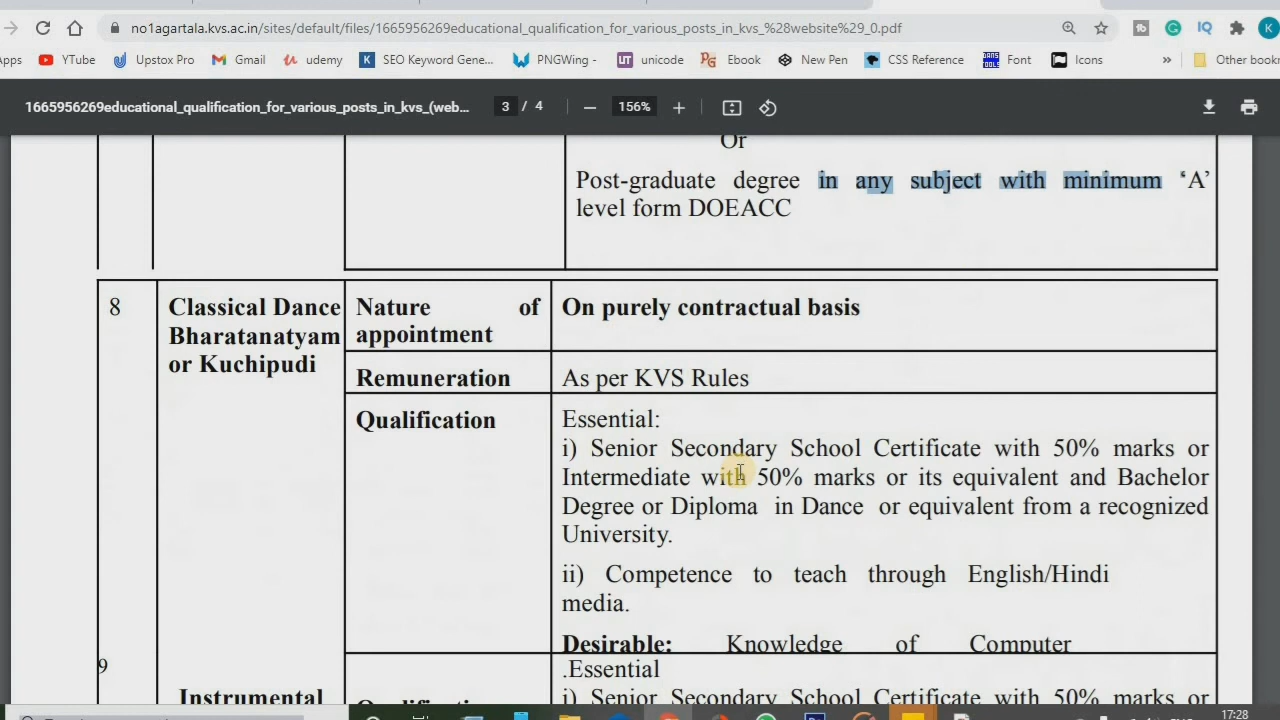 no1agartala.kvs.ac.in/sites/default/files/1665956269educational_qualification_for_various_posts_in_kvs_%28website%29_0.pdf
K
pps YTube Upstox Pro Gmail udemy SEO Keyword Gene... PNGWing - unicode Ebook New Pen CSS Reference Font Icons » Other bookr
1665956269educational_qualification_for_various_posts_in_kvs_(web... 3 / 4 — 156% +
Or
Post-graduate degree in any subject with minimum ‘A’
level form DOEACC
8 Classical Dance Nature of On purely contractual basis
Bharatanatyam appointment
or Kuchipudi
Remuneration As per KVS Rules
Qualification Essential:
i) Senior Secondary School Certificate with 50% marks or
Intermediate with 50% marks or its equivalent and Bachelor
Degree or Diploma in Dance or equivalent from a recognized
University.
ii) Competence to teach through English/Hindi
media.
Desirable: Knowledge of Computer
9 .Essential
Instrumental i) Senior Secondary School Certificate with 50% marks or
17:28